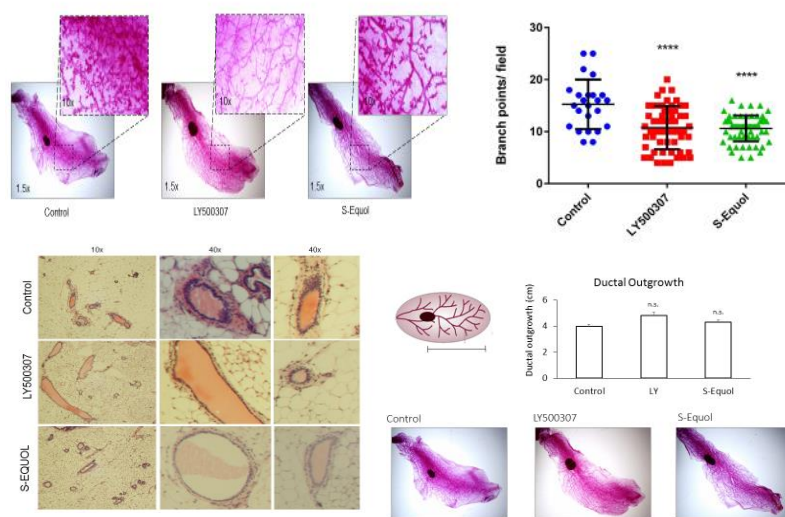 10x
10x
10x
1.5x
1.5x
1.5x
Control
LY500307
S-Equol
Branch points/ field
30
20
10
0
****
****
Control
LY500307
S-Equol
10x
40x
40x
Control
LY500307
S-EQUOL
Ductal Outgrowth
Ductal outgrowth (cm)
6
4
2
0
n.s.
n.s.
Control
LY
S-Equol
Control
LY500307
S-Equol